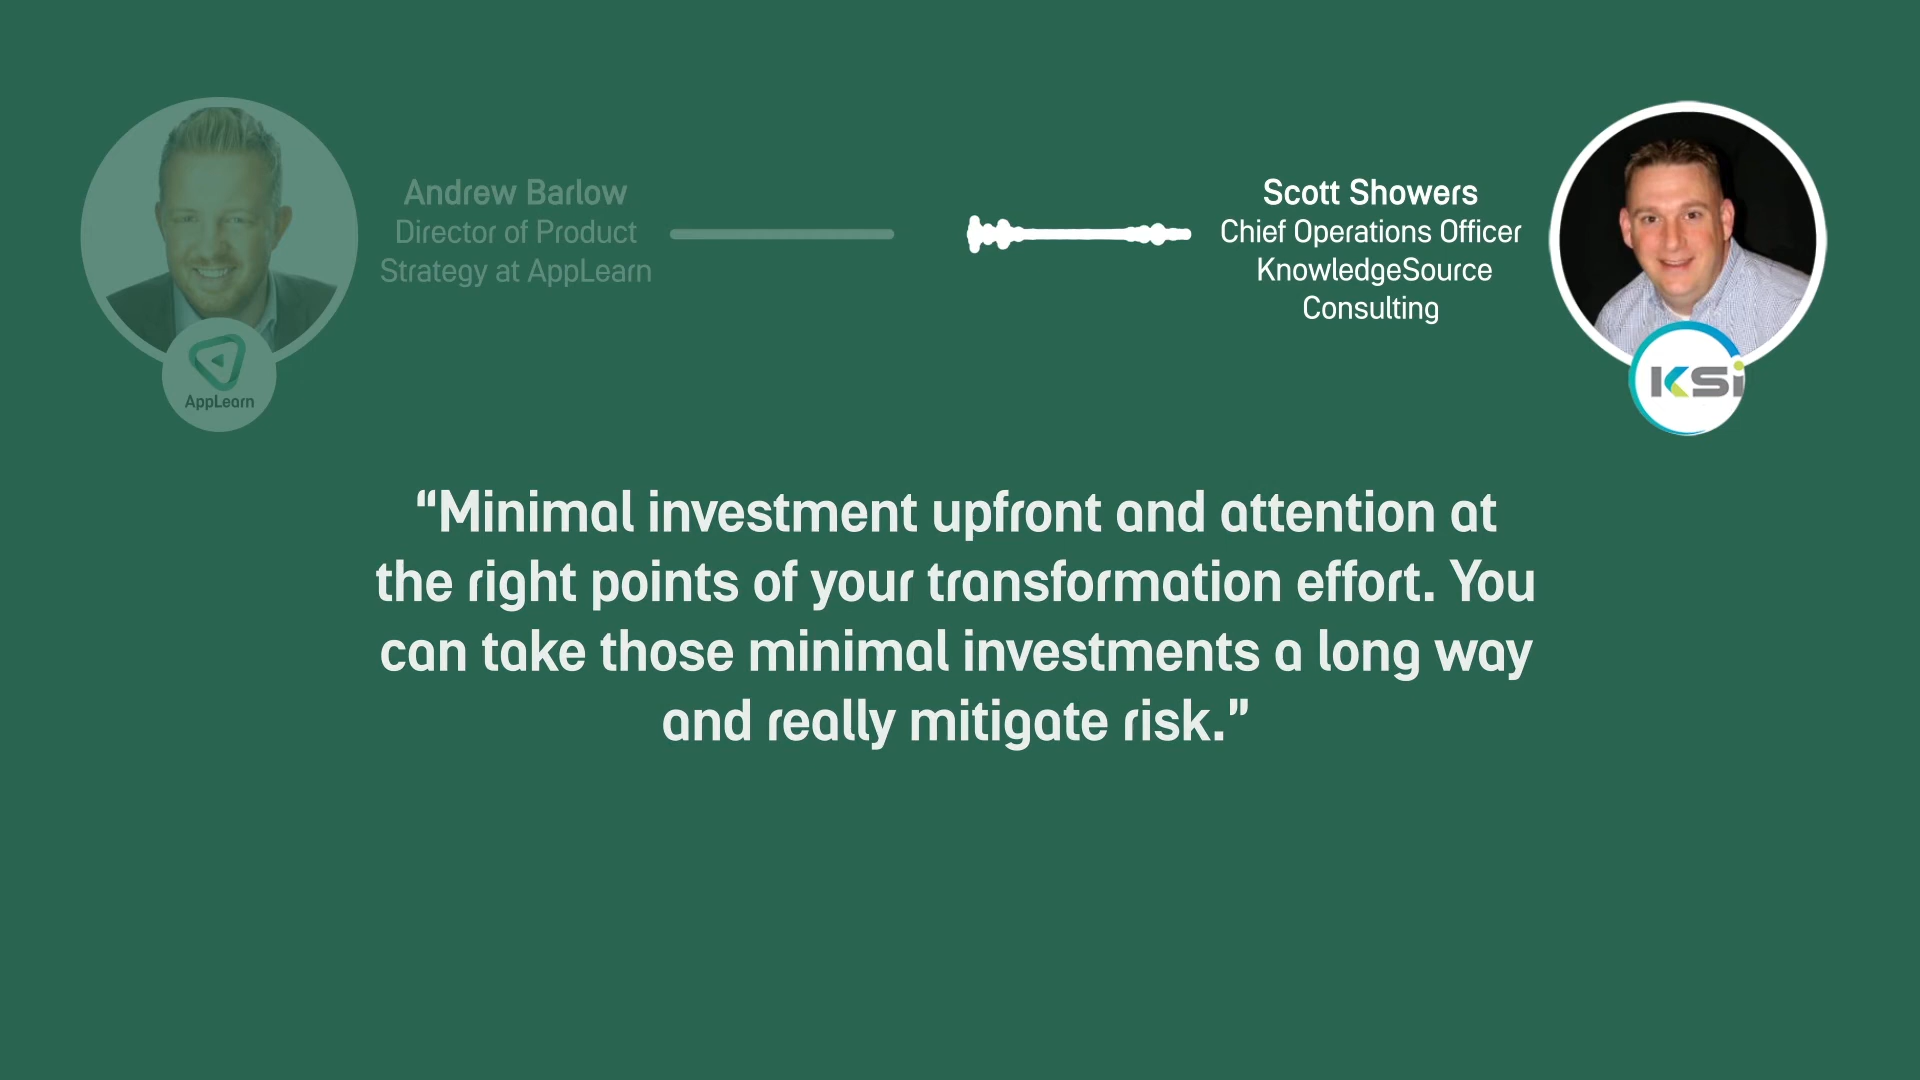 Andrew Barlow
Director of Product
Strategy at AppLearn
AppLearn
Scott Showers
Chief Operations Officer
KnowledgeSource
Consulting
KSi
“Minimal investment upfront and attention at
the right points of your transformation effort. You
can take those minimal investments a long way
and really mitigate risk.”